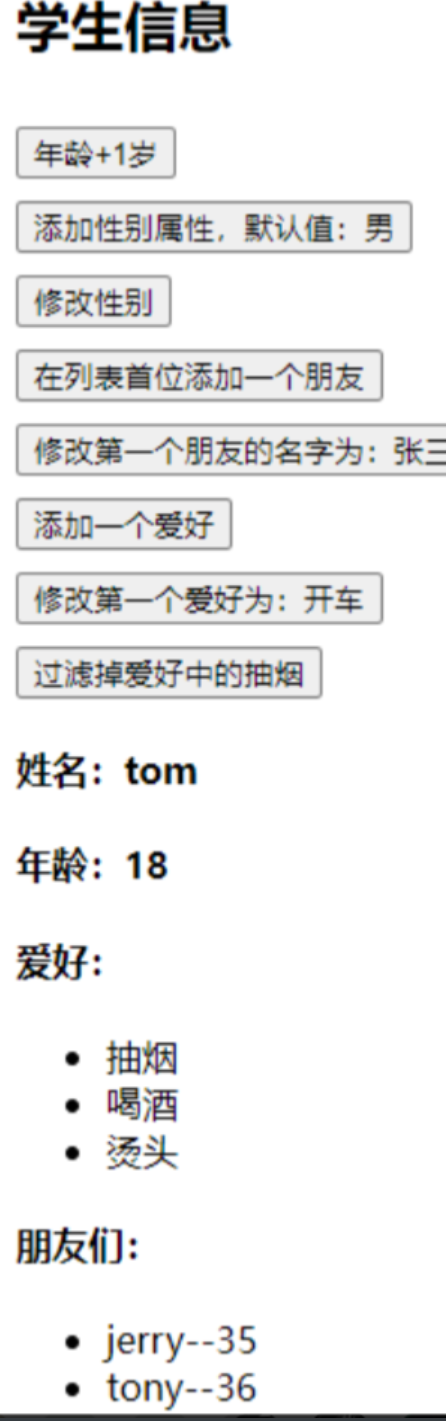 学生信息
年龄+1岁
添加性别属性，默认值：男
修改性别
在列表首位添加一个朋友
修改第一个朋友的名字为：张三
添加一个爱好
修改第一个爱好为：开车
过滤掉爱好中的抽烟
姓名：tom
年龄：18
爱好：
抽烟
喝酒
烫头
朋友们：
jerry--35
tony--36